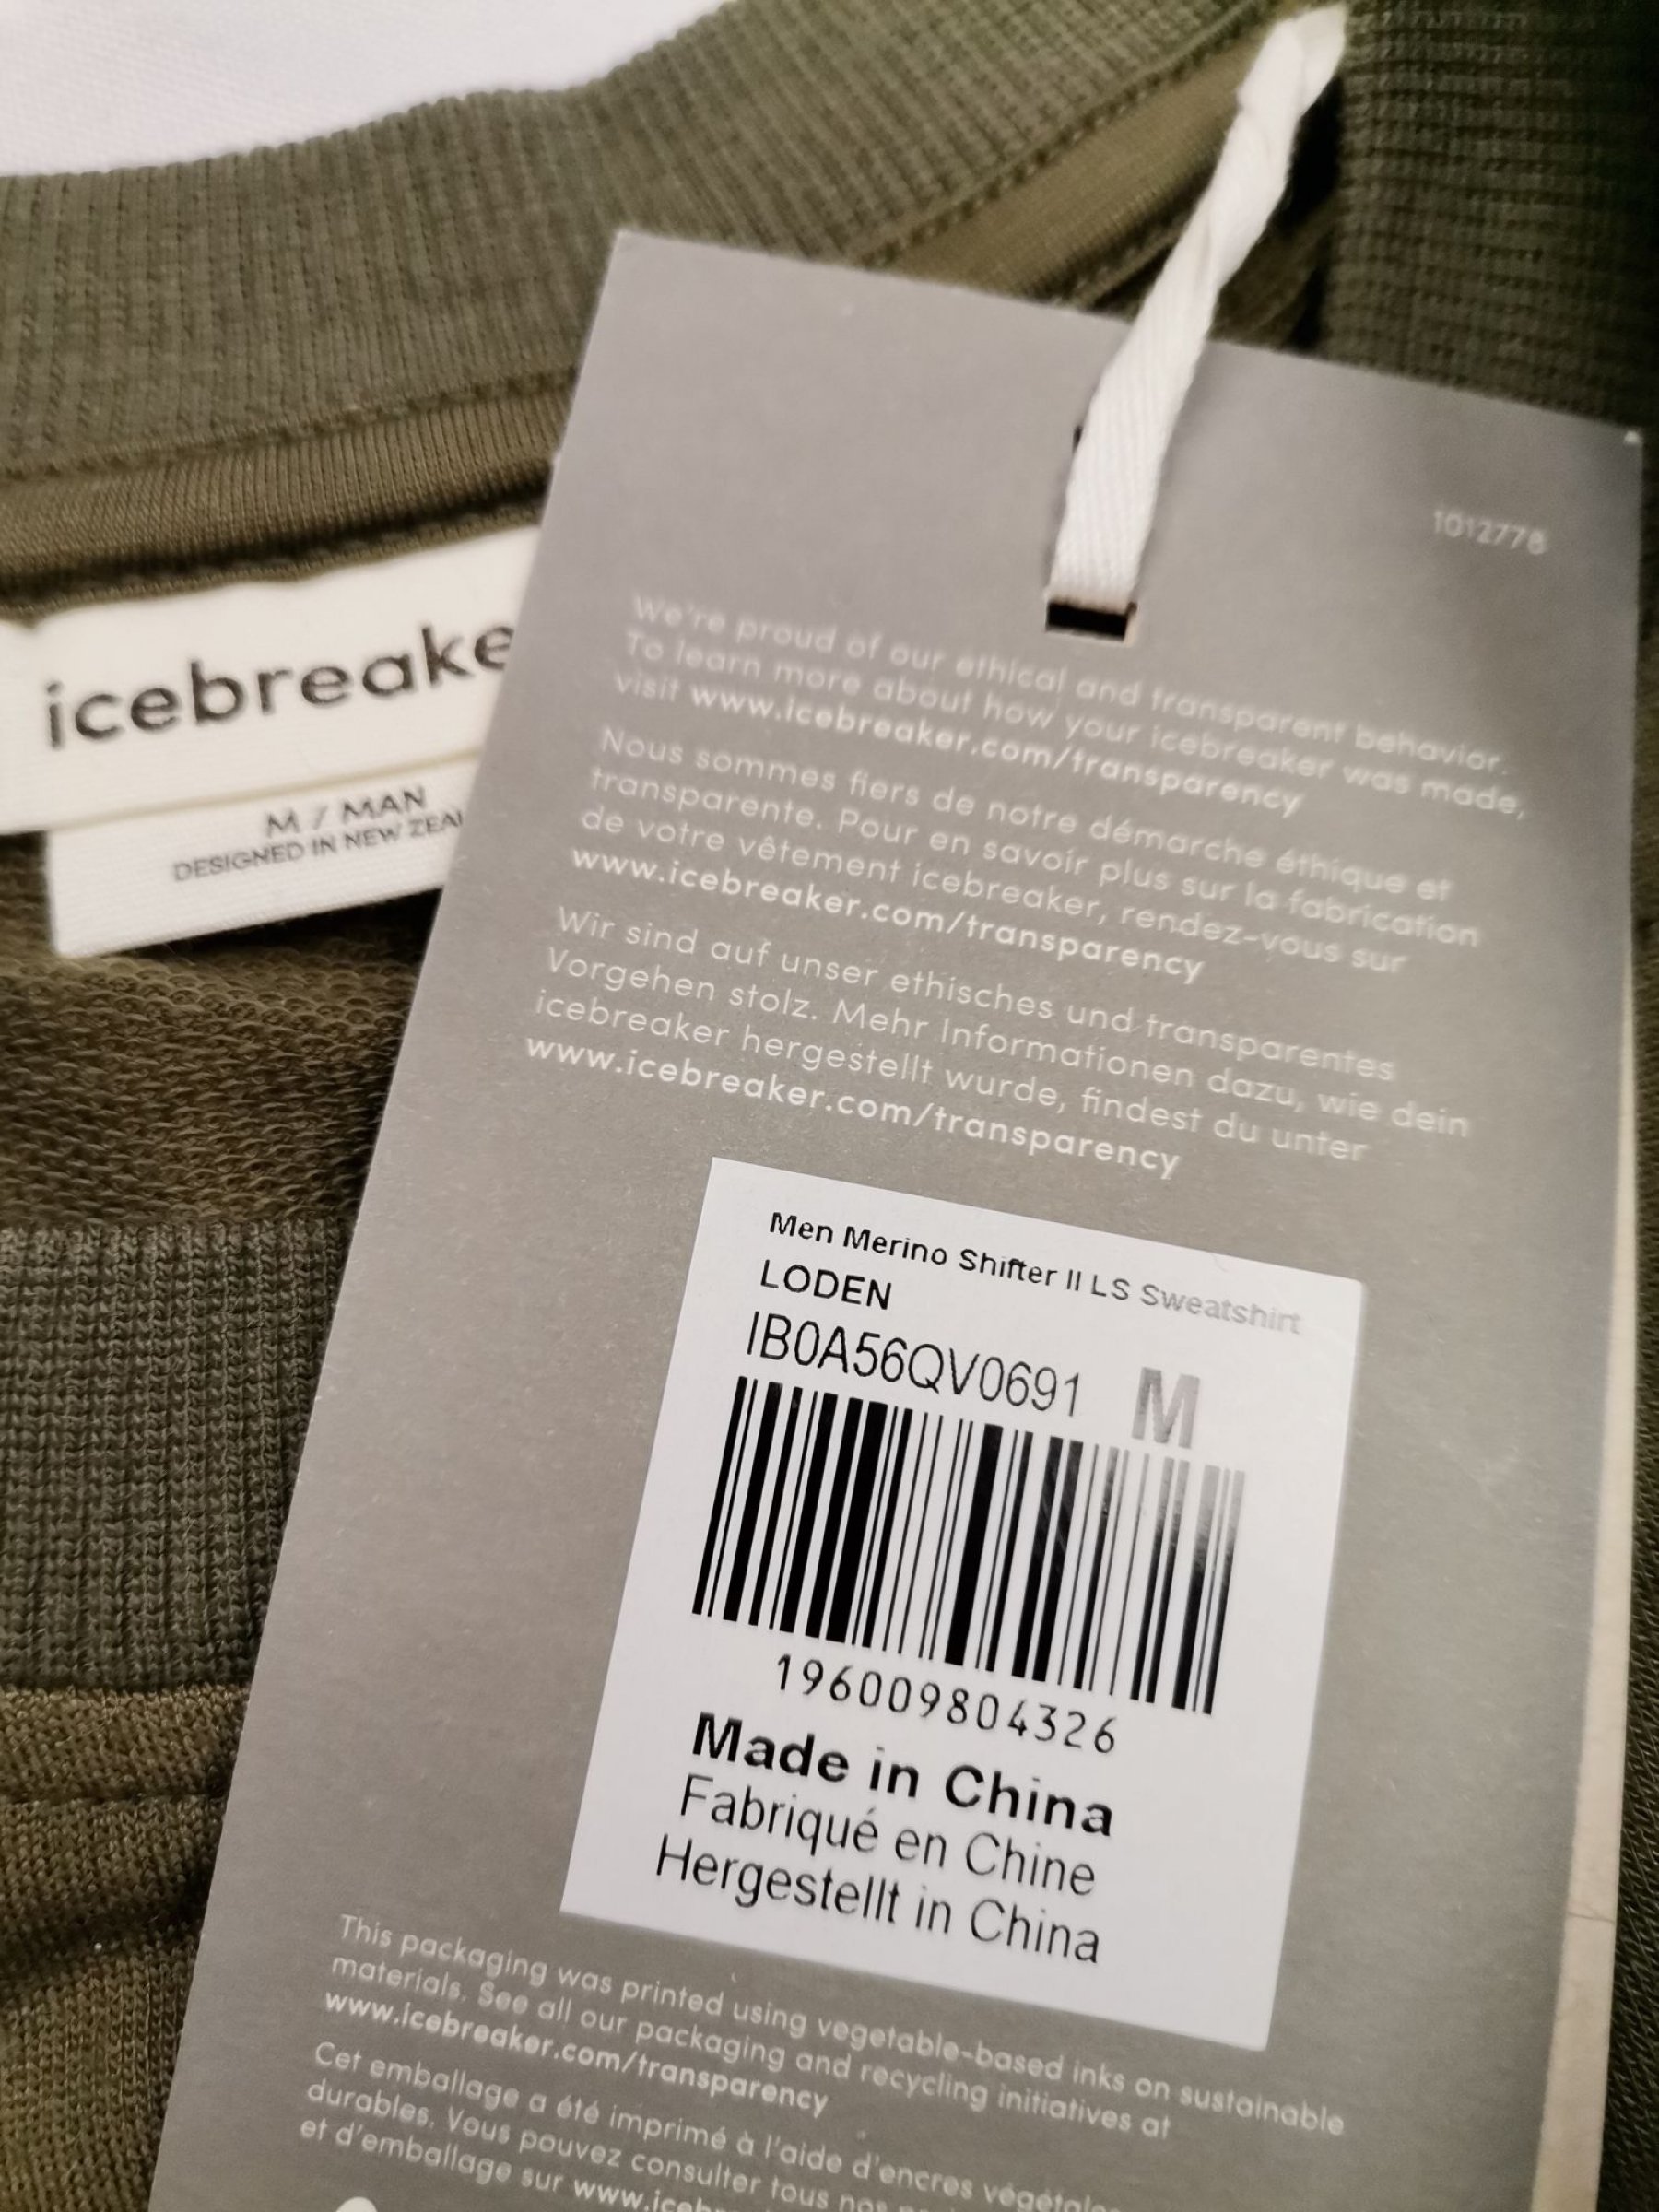 icebreake
M / MAN
DESIGNED IN NEW ZEAL
1012778
We're proud of our ethical and transparent behavior.
To learn more about how your icebreaker was made,
visit www.icebreaker.com/transparency
Nous sommes fiers de notre démarche éthique et
transparente. Pour en savoir plus sur la fabrication
de votre vêtement icebreaker, rendez-vous sur
www.icebreaker.com/transparency
Wir sind auf unser ethisches und transparentes
Vorgehen stolz. Mehr Informationen dazu, wie dein
icebreaker hergestellt wurde, findest du unter
www.icebreaker.com/transparency
Men Merino Shifter II LS Sweatshirt
LODEN
IB0A56QV0691 M
196009804326
Made in China
Fabriqué en Chine
Hergestellt in China
This packaging was printed using vegetable-based inks on sustainable
materials. See all our packaging and recycling initiatives at
www.icebreaker.com/transparency
Cet emballage a été imprimé à l'aide d'encres végétales
durables. Vous pouvez consulter tous nos
et d'emballage sur www.iceb